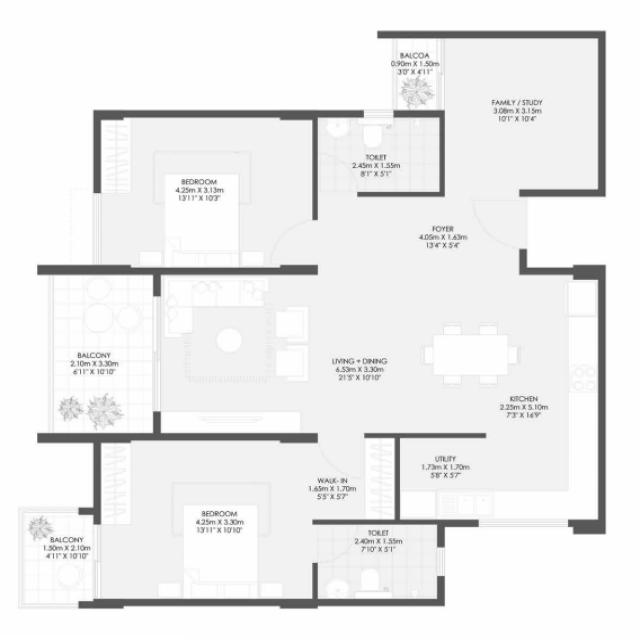 BALCOA
0.90m X 1.50m
3'0" X 4'11"
FAMILY / STUDY
3.08m X 3.15m
10'1" X 10'4"
TOILET
2.45m X 1.55m
8'1" X 5'1"
BEDROOM
4.25m X 3.13m
13'11" X 10'3"
FOYER
4.05m X 1.63m
13'4" X 5'4"
BALCONY
2.10m X 3.30m
6'11" X 10'10"
LIVING + DINING
6.53m X 3.30m
21'5" X 10'10"
KITCHEN
2.25m X 5.10m
7'3" X 16'9"
UTILITY
1.73m X 1.70m
5'8" X 5'7"
WALK- IN
1.65m X 1.70m
5'5" X 5'7"
BEDROOM
4.25m X 3.30m
13'11" X 10'10"
TOILET
2.40m X 1.55m
7'10" X 5'1"
BALCONY
1.50m X 2.10m
4'11" X 10'10"